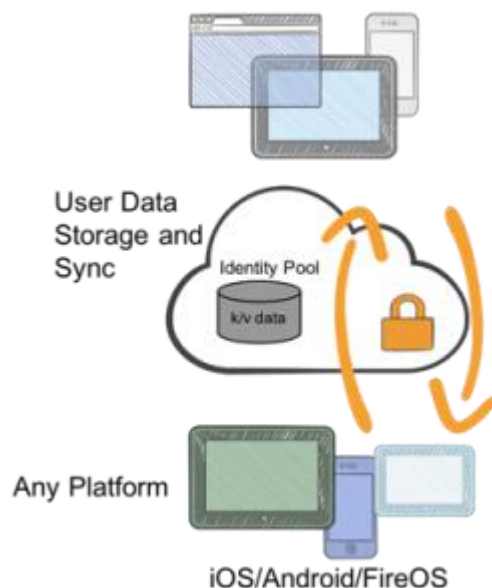 User Data
Storage and
Sync
Identity Pool
k/v data
Any Platform
iOS/Android/FireOS